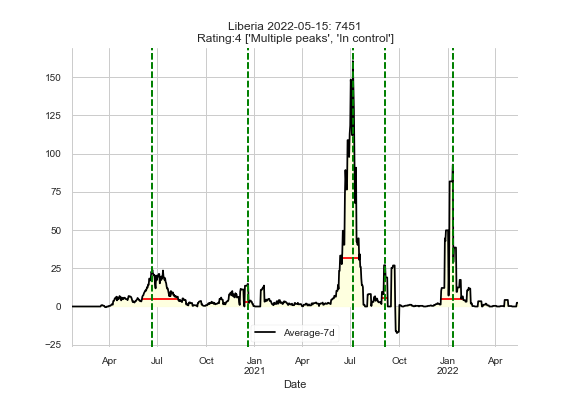 Liberia 2022-05-15: 7451
Rating:4 ['Multiple peaks', 'In control']
150
125
100
75
50
25
0
−25
Average-7d
Apr Jul Oct Jan Apr Jul Oct Jan Apr
2021 2022
Date